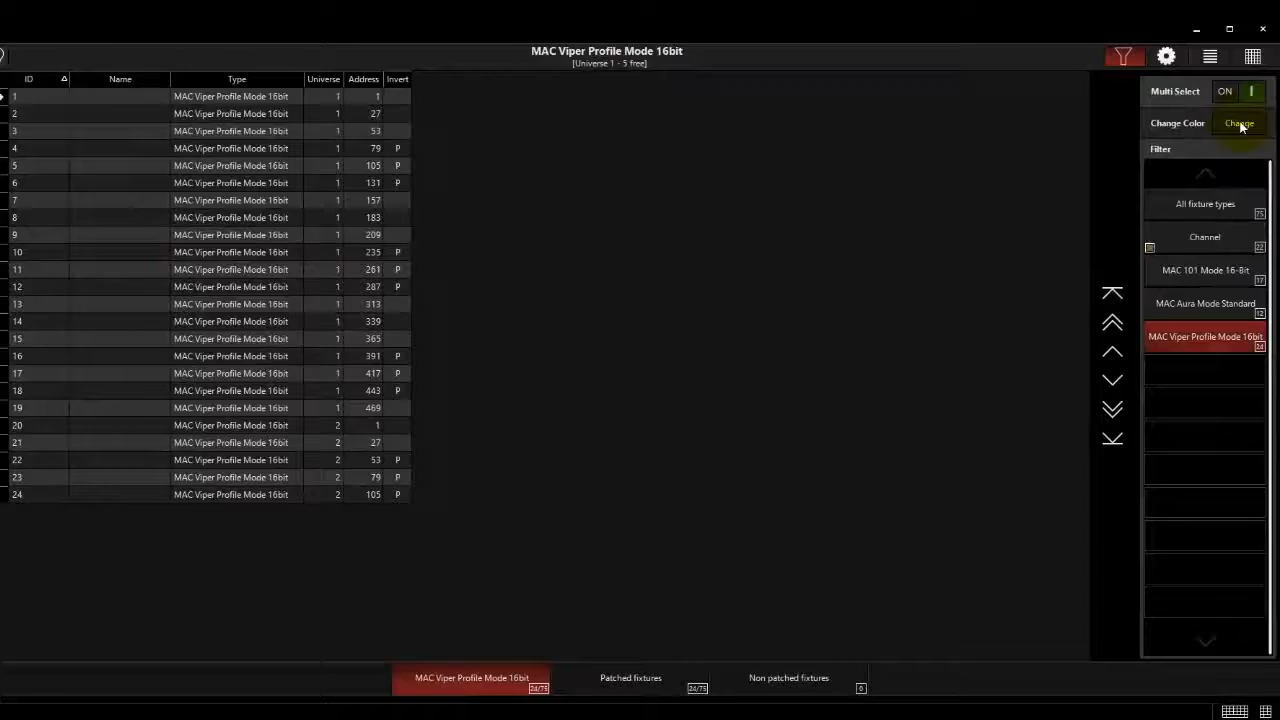 MAC Viper Profile Mode 16bit
[Universe 1 - 5 free]
ID Name Type Universe Address Invert
1 MAC Viper Profile Mode 16bit 1 1
2 MAC Viper Profile Mode 16bit 1 27
3 MAC Viper Profile Mode 16bit 1 53
4 MAC Viper Profile Mode 16bit 1 79 P
5 MAC Viper Profile Mode 16bit 1 105 P
6 MAC Viper Profile Mode 16bit 1 131 P
7 MAC Viper Profile Mode 16bit 1 157
8 MAC Viper Profile Mode 16bit 1 183
9 MAC Viper Profile Mode 16bit 1 209
10 MAC Viper Profile Mode 16bit 1 235 P
11 MAC Viper Profile Mode 16bit 1 261 P
12 MAC Viper Profile Mode 16bit 1 287 P
13 MAC Viper Profile Mode 16bit 1 313
14 MAC Viper Profile Mode 16bit 1 339
15 MAC Viper Profile Mode 16bit 1 365
16 MAC Viper Profile Mode 16bit 1 391 P
17 MAC Viper Profile Mode 16bit 1 417 P
18 MAC Viper Profile Mode 16bit 1 443 P
19 MAC Viper Profile Mode 16bit 1 469
20 MAC Viper Profile Mode 16bit 2 1
21 MAC Viper Profile Mode 16bit 2 27
22 MAC Viper Profile Mode 16bit 2 53 P
23 MAC Viper Profile Mode 16bit 2 79 P
24 MAC Viper Profile Mode 16bit 2 105 P
Multi Select ON
Change Color Change
Filter
All fixture types 75
Channel 22
MAC 101 Mode 16-Bit 17
MAC Aura Mode Standard 12
MAC Viper Profile Mode 16bit 24
MAC Viper Profile Mode 16bit 24/75
Patched fixtures 24/75
Non patched fixtures 0